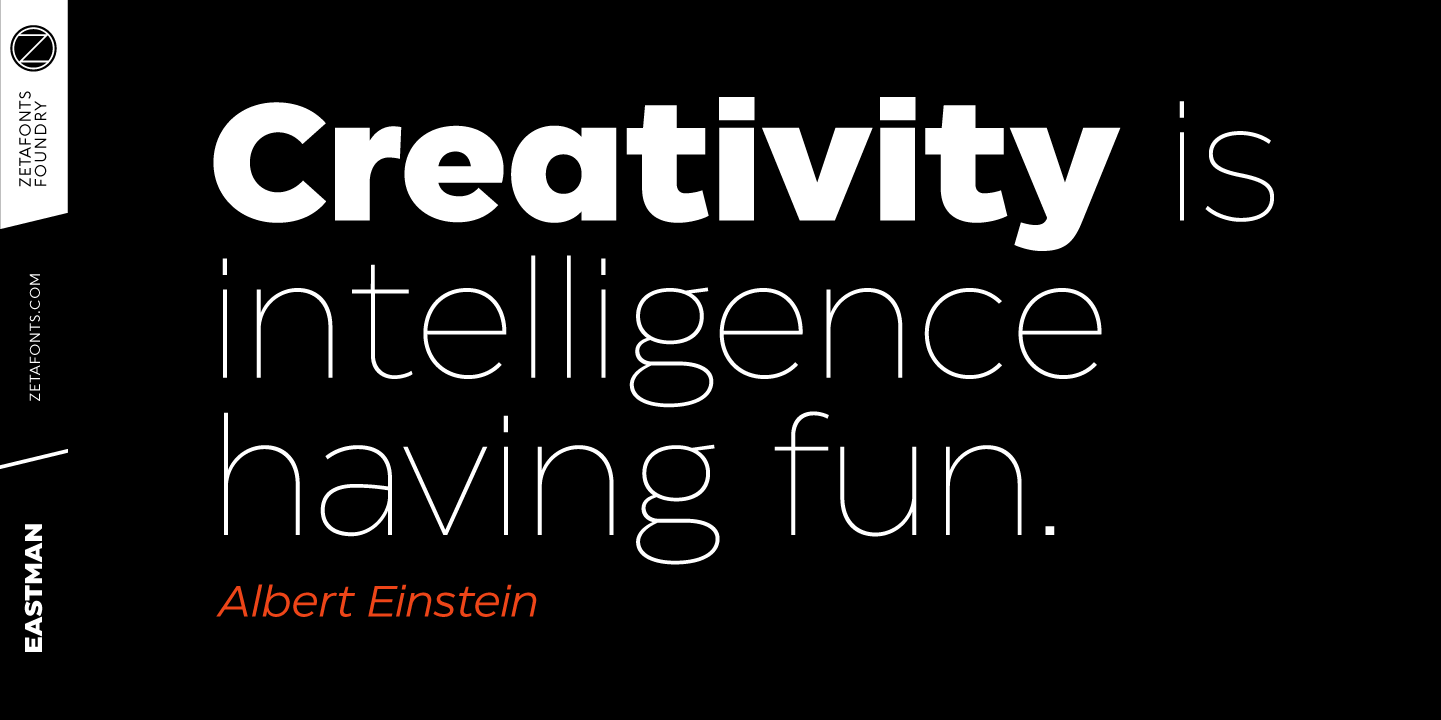 ZETAFONTS
FOUNDRY
ZETAFONTS.COM
EASTMAN
Creativity is
intelligence
having fun.
Albert Einstein